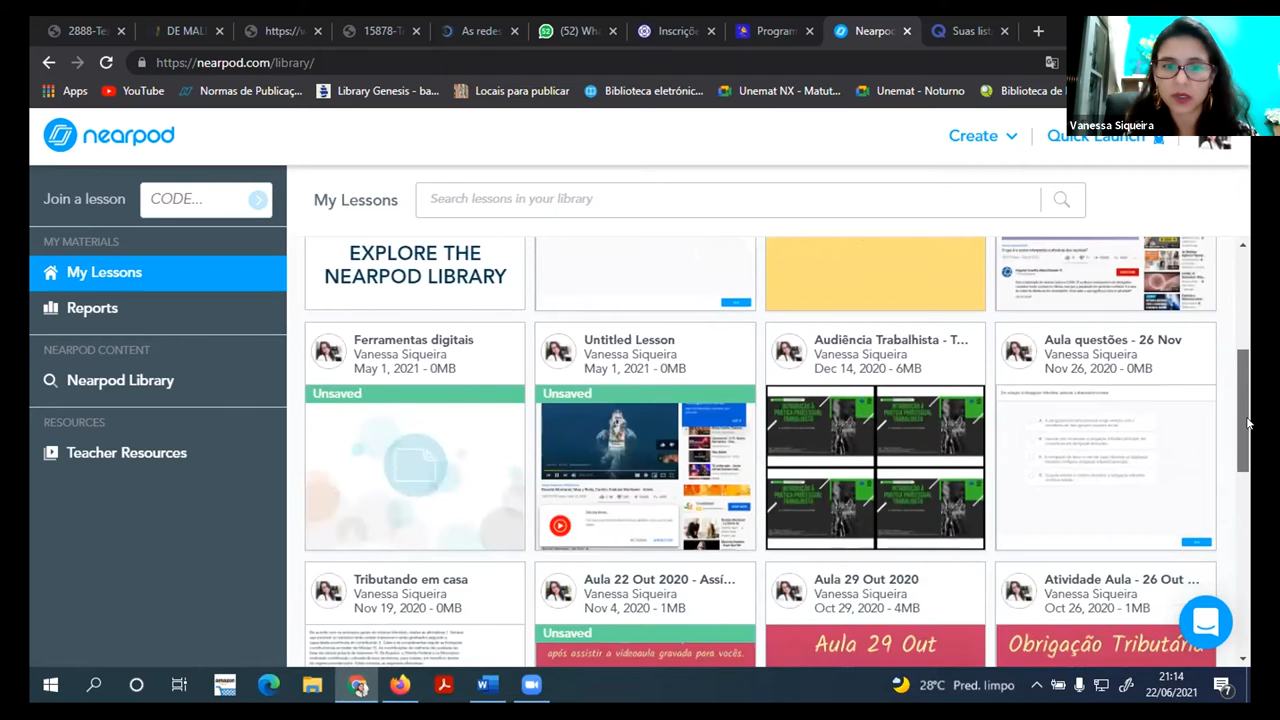 2888-Te
DE MAL
https://w
15878-T
As redes
(52) Wha
Inscriçõe
Program
Nearpod
Suas list
https://nearpod.com/library/
Apps
YouTube
Normas de Publicaç...
Library Genesis - ba...
Locais para publicar
Biblioteca eletrónic...
Unemat NX - Matut...
Unemat - Noturno
Biblioteca de
Vanessa Siqueira
nearpod
Create
Quick Launch
Join a lesson
CODE...
My Lessons
Search lessons in your library
MY MATERIALS
My Lessons
Reports
NEARPOD CONTENT
Nearpod Library
RESOURCES
Teacher Resources
EXPLORE THE
NEARPOD LIBRARY
Ferramentas digitais
Vanessa Siqueira
May 1, 2021 - 0MB
Unsaved
Untitled Lesson
Vanessa Siqueira
May 1, 2021 - 0MB
Unsaved
Audiência Trabalhista - T...
Vanessa Siqueira
Dec 14, 2020 - 6MB
Aula questões - 26 Nov
Vanessa Siqueira
Nov 26, 2020 - 0MB
Tributando em casa
Vanessa Siqueira
Nov 19, 2020 - 0MB
Aula 22 Out 2020 - Assi...
Vanessa Siqueira
Nov 4, 2020 - 1MB
Unsaved
após assistir a videoaula gravada para vocês.
Aula 29 Out 2020
Vanessa Siqueira
Oct 29, 2020 - 4MB
Aula 29 Out
Atividade Aula - 26 Out ...
Vanessa Siqueira
Oct 26, 2020 - 1MB
Obrigação Tributária
amazon
28°C Pred. limpo
21:14
22/06/2021
7